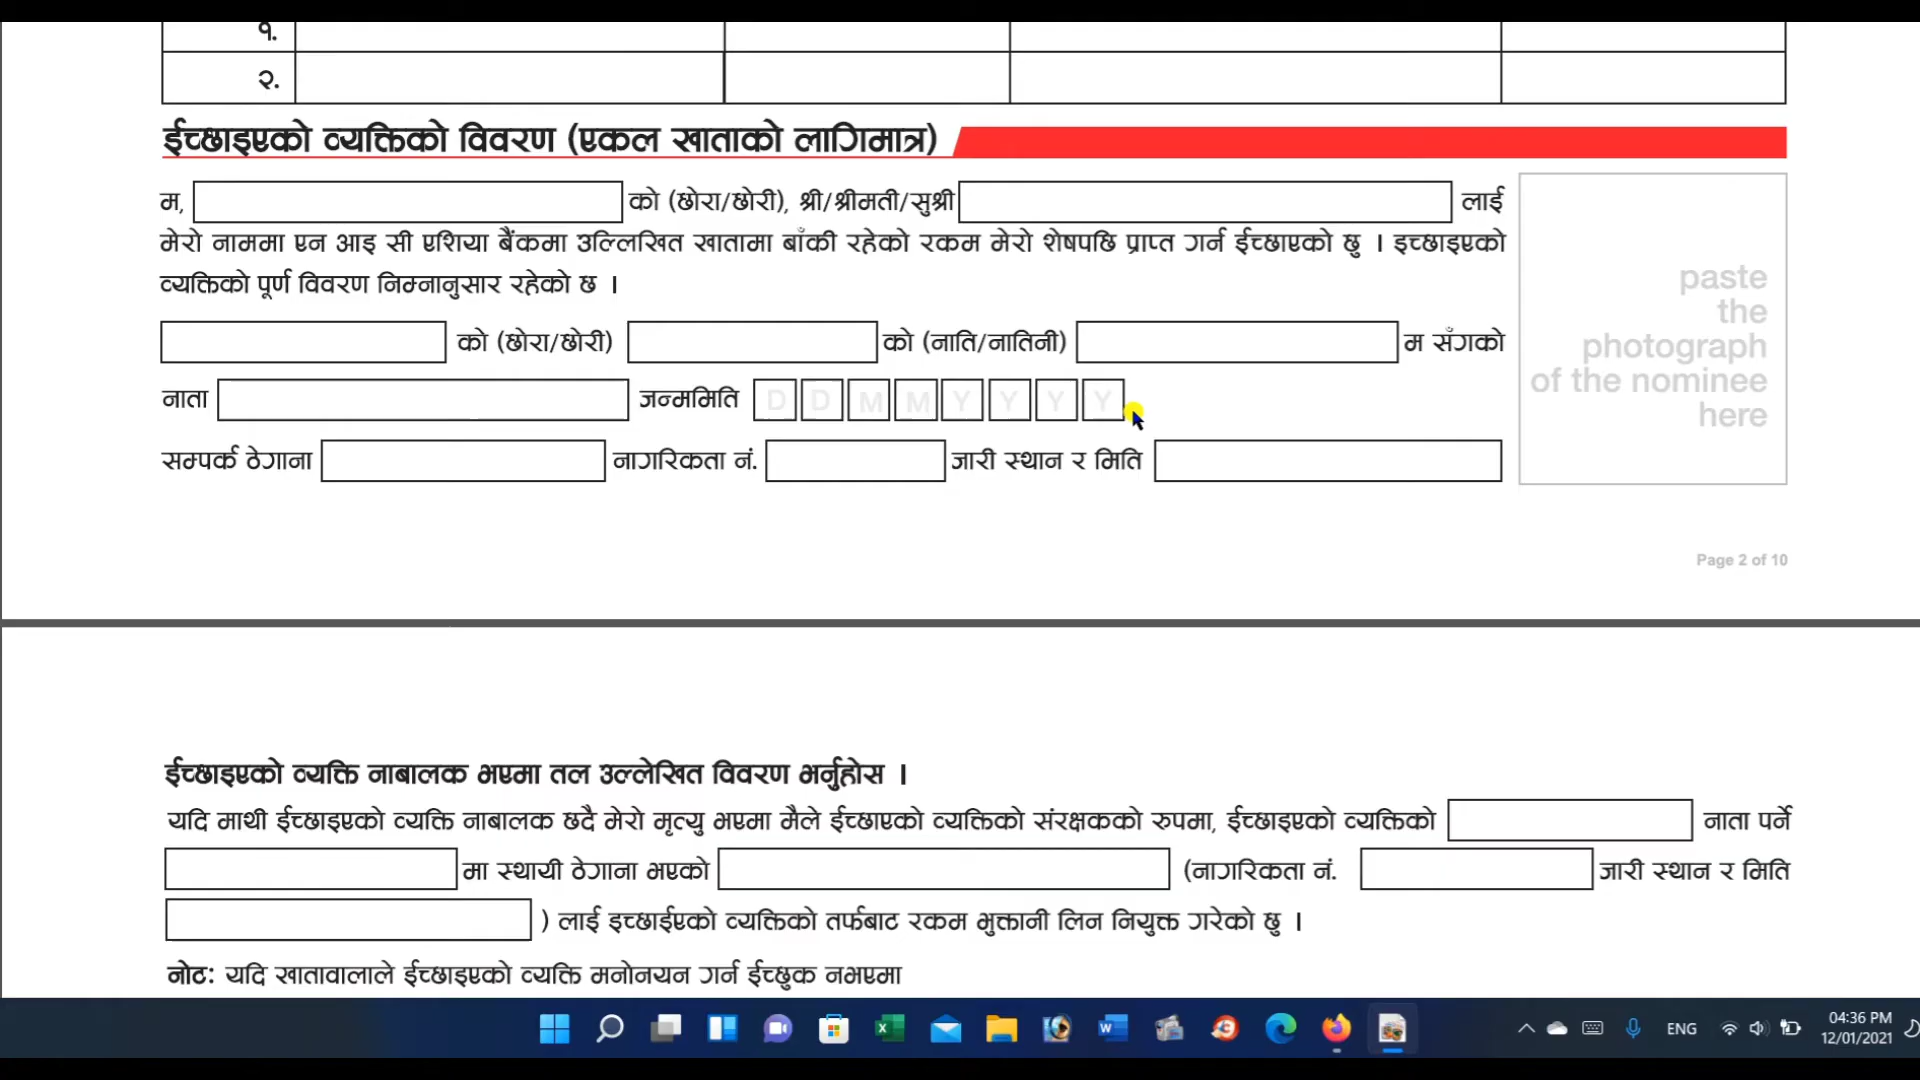 १.
२.
ईच्छाइएको व्यक्तिको विवरण (एकल खाताको लागिमात्र)
म, को (छोरा/छोरी), श्री/श्रीमती/सुश्री लाई
मेरो नाममा एन आइ सी एशिया बैंकमा उल्लिखित खातामा बाँकी रहेको रकम मेरो शेषपछि प्राप्त गर्न ईच्छाएको छु । इच्छाइएको
व्यक्तिको पूर्ण विवरण निम्नानुसार रहेको छ ।
को (छोरा/छोरी) को (नाति/नातिनी) म सँगको
नाता जन्ममिति D D M M Y Y Y Y
सम्पर्क ठेगाना नागरिकता नं. जारी स्थान र मिति
paste
the
photograph
of the nominee
here
Page 2 of 10
ईच्छाइएको व्यक्ति नाबालक भएमा तल उल्लेखित विवरण भर्नुहोस ।
यदि माथी ईच्छाइएको व्यक्ति नाबालक छदै मेरो मृत्यु भएमा मैले ईच्छाएको व्यक्तिको संरक्षकको रुपमा, ईच्छाइएको व्यक्तिको नाता पर्ने
मा स्थायी ठेगाना भएको (नागरिकता नं. जारी स्थान र मिति
) लाई इच्छाईएको व्यक्तिको तर्फबाट रकम भुक्तानी लिन नियुक्त गरेको छु ।
नोट: यदि खातावालाले ईच्छाइएको व्यक्ति मनोनयन गर्न ईच्छुक नभएमा
ENG
04:36 PM
12/01/2021